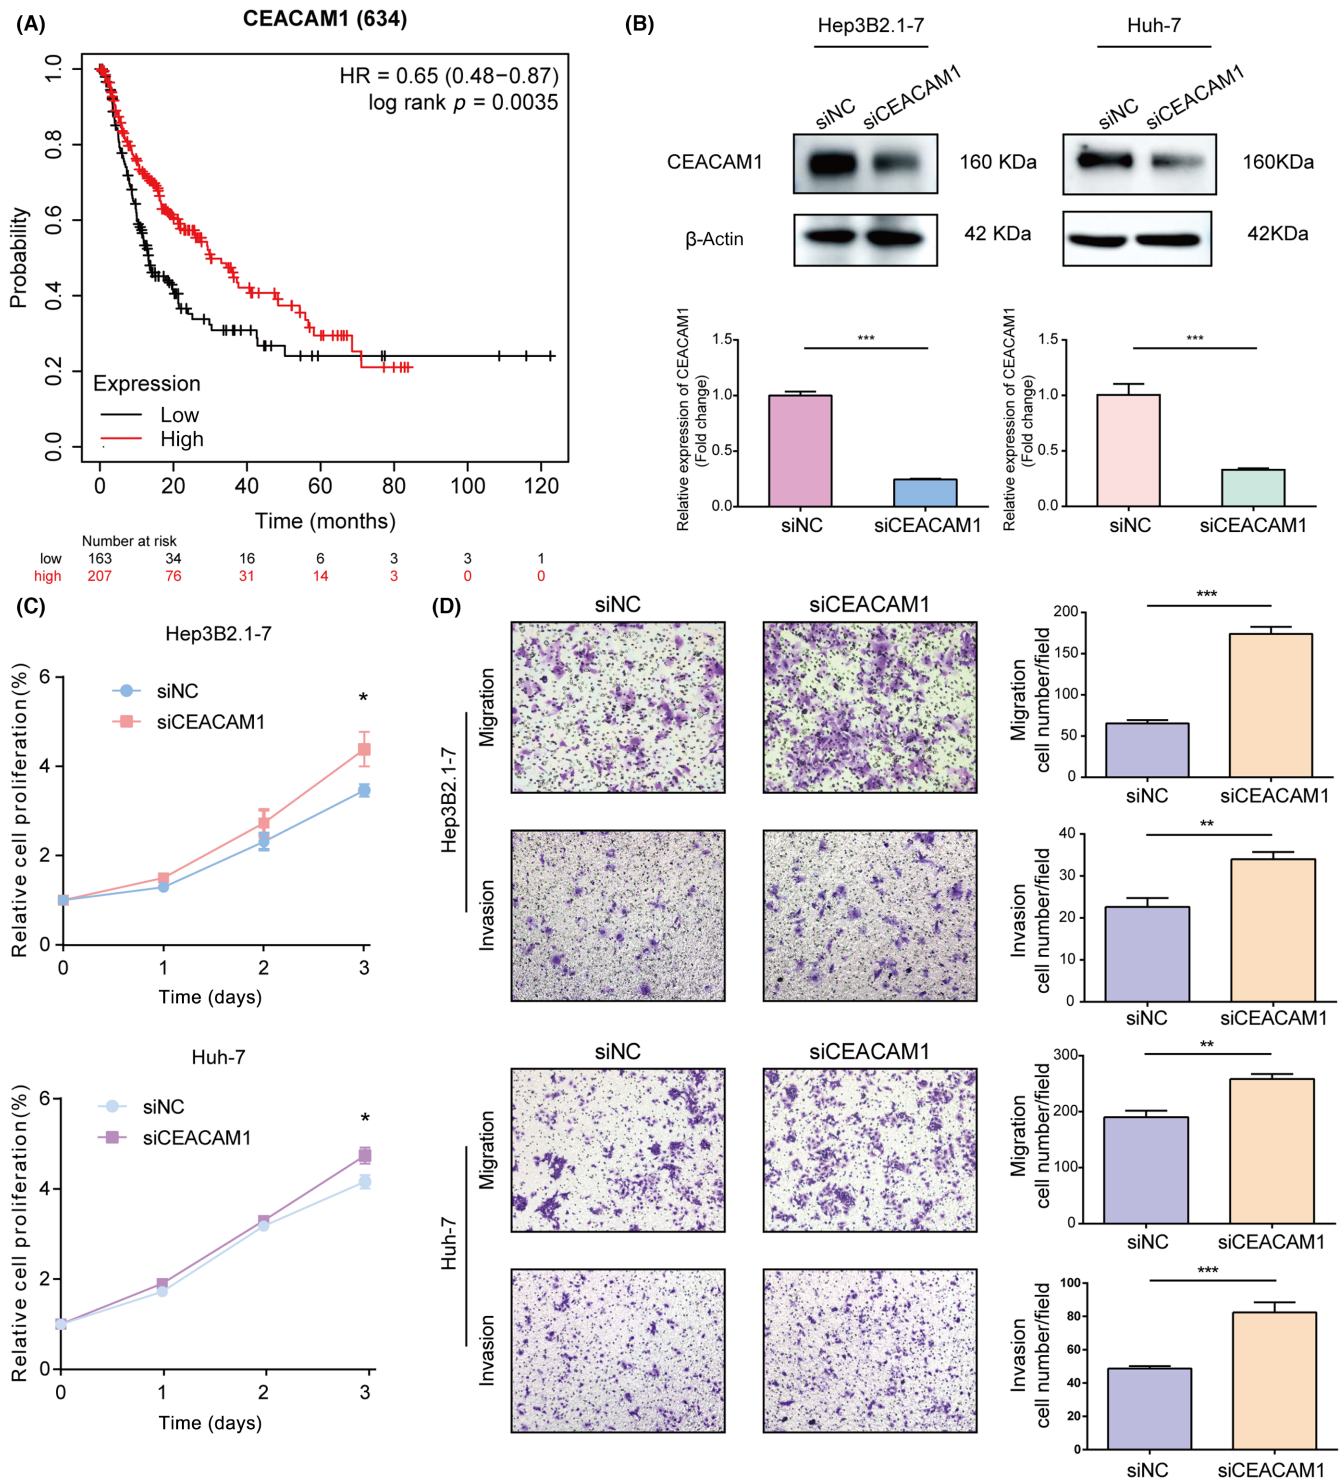 (A)
CEACAM1 (634)
HR = 0.65 (0.48−0.87)
log rank p = 0.0035
Probability
1.0
0.8
0.6
0.4
0.2
0.0
Expression
Low
High
0 20 40 60 80 100 120
Time (months)
Number at risk
low 163 34 16 6 3 3 1
high 207 76 31 14 3 0 0
(B)
Hep3B2.1-7 Huh-7
siNC siCEACAM1 siNC siCEACAM1
CEACAM1 160 KDa 160KDa
β-Actin 42 KDa 42KDa
Relative expression of CEACAM1
(Fold change)
1.5
1.0
0.5
0.0
***
siNC siCEACAM1
Relative expression of CEACAM1
(Fold change)
1.5
1.0
0.5
0.0
***
siNC siCEACAM1
(C)
Hep3B2.1-7
Relative cell proliferation(%)
6
4
2
0
siNC
siCEACAM1
*
0 1 2 3
Time (days)
Huh-7
Relative cell proliferation(%)
6
4
2
0
siNC
siCEACAM1
*
0 1 2 3
Time (days)
(D)
siNC siCEACAM1
Hep3B2.1-7
Migration
Migration
cell number/field
200
150
100
50
0
***
siNC siCEACAM1
Invasion
Invasion
cell number/field
40
30
20
10
0
**
siNC siCEACAM1
siNC siCEACAM1
Huh-7
Migration
Migration
cell number/field
300
200
100
0
**
siNC siCEACAM1
Invasion
Invasion
cell number/field
100
80
60
40
20
0
***
siNC siCEACAM1